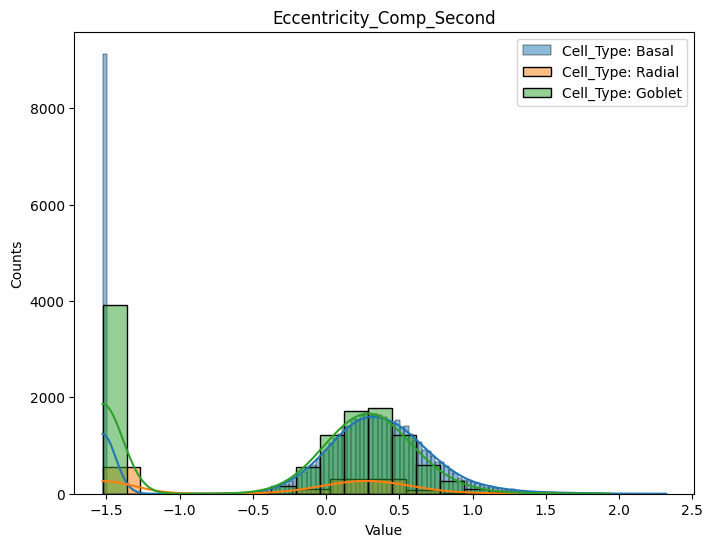 Eccentricity_Comp_Second
Cell_Type: Basal
Cell_Type: Radial
Cell_Type: Goblet
Counts
8000
6000
4000
2000
0
−1.5
−1.0
−0.5
0.0
0.5
1.0
1.5
2.0
2.5
Value